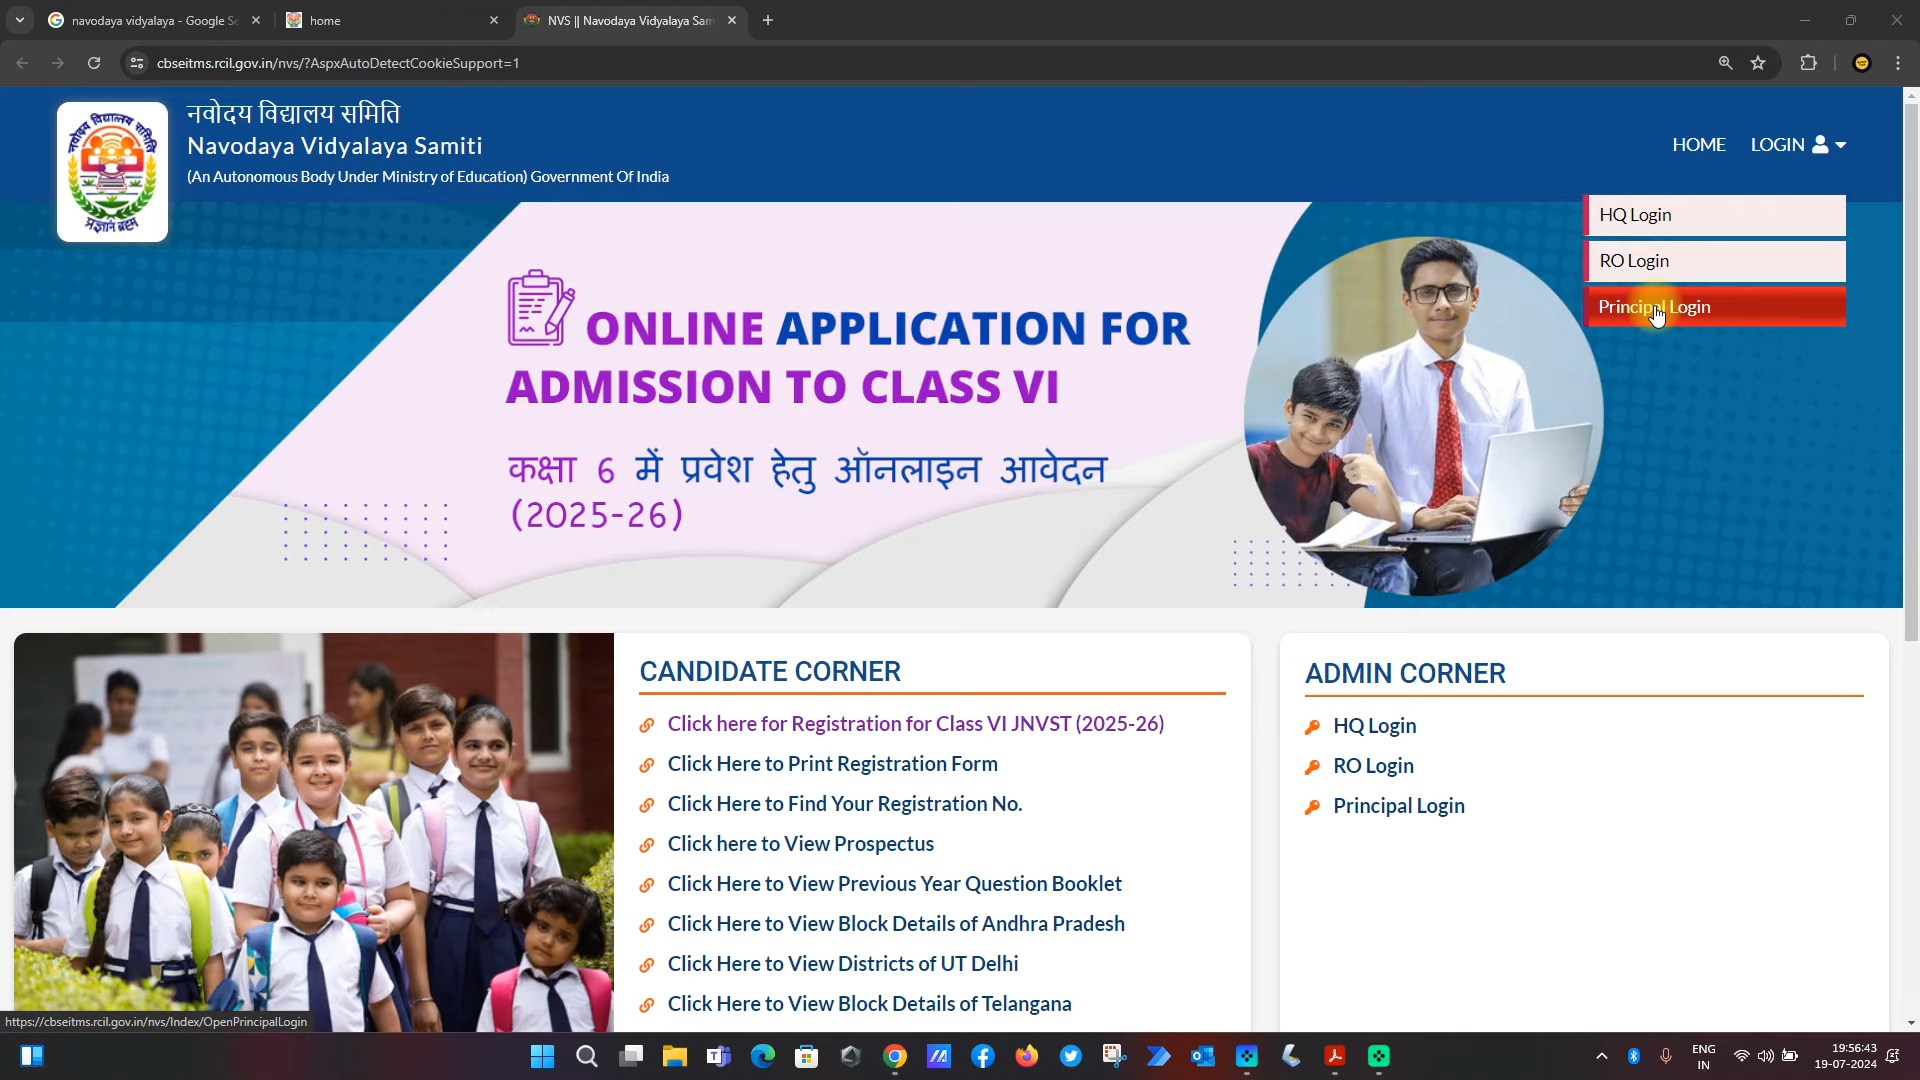 navodaya vidyalaya - Google Se
home
NVS || Navodaya Vidyalaya Sam
cbseitms.rcil.gov.in/nvs/?AspxAutoDetectCookieSupport=1
नवोदय विद्यालय समिति
प्रज्ञानं ब्रह्म
नवोदय विद्यालय समिति
Navodaya Vidyalaya Samiti
(An Autonomous Body Under Ministry of Education) Government Of India
HOME
LOGIN
HQ Login
RO Login
Principal Login
ONLINE APPLICATION FOR
ADMISSION TO CLASS VI
कक्षा 6 में प्रवेश हेतु ऑनलाइन आवेदन
(2025-26)
CANDIDATE CORNER
Click here for Registration for Class VI JNVST (2025-26)
Click Here to Print Registration Form
Click Here to Find Your Registration No.
Click here to View Prospectus
Click Here to View Previous Year Question Booklet
Click Here to View Block Details of Andhra Pradesh
Click Here to View Districts of UT Delhi
Click Here to View Block Details of Telangana
ADMIN CORNER
HQ Login
RO Login
Principal Login
https://cbseitms.rcil.gov.in/nvs/Index/OpenPrincipalLogin
ENG
IN
19:56:43
19-07-2024